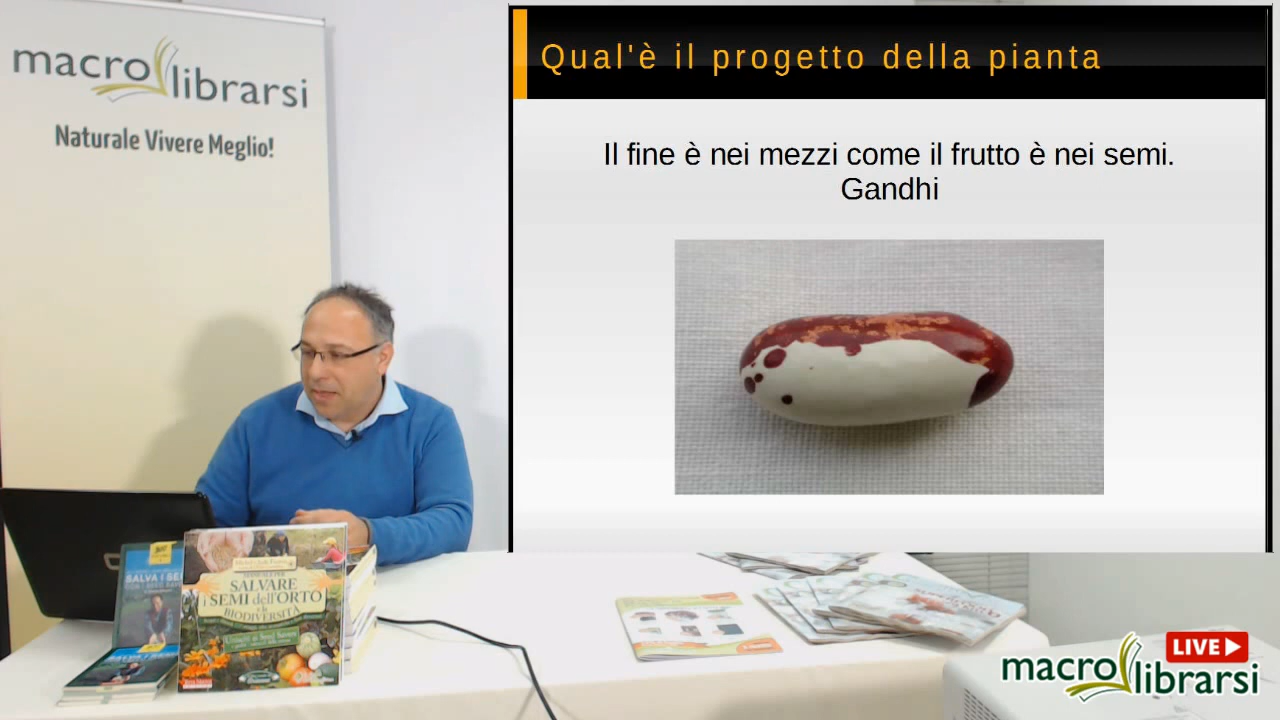 macrolibrarsi
Naturale Vivere Meglio!
Qual'è il progetto della pianta
Il fine è nei mezzi come il frutto è nei semi.
Gandhi
SALVA I
SALVARE
i SEMI dell'ORTO
e la
BIODIVERSITÀ
LIVE
macrolibrarsi